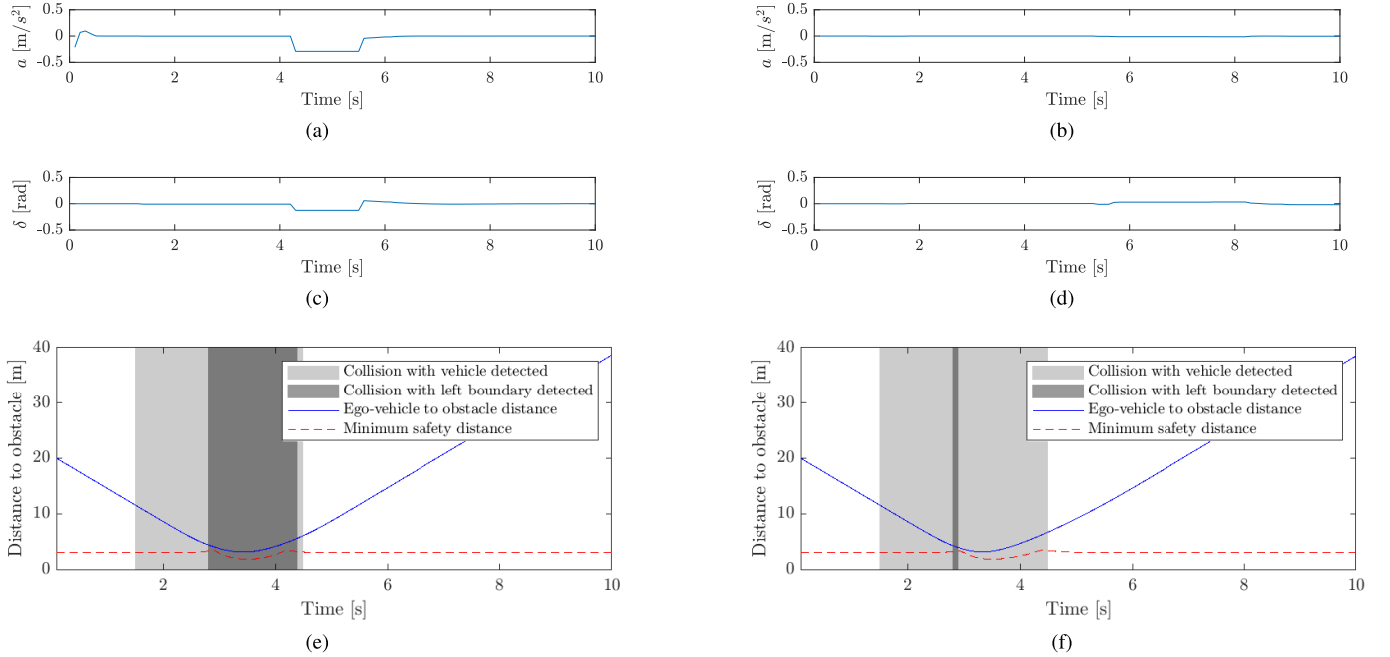 0.5
0
-0.5
a [m/s²]
0 2 4 6 8 10
Time [s]
(a)
0.5
0
-0.5
a [m/s²]
0 2 4 6 8 10
Time [s]
(b)
0.5
0
-0.5
δ [rad]
0 2 4 6 8 10
Time [s]
(c)
0.5
0
-0.5
δ [rad]
0 2 4 6 8 10
Time [s]
(d)
40
30
20
10
0
Distance to obstacle [m]
Collision with vehicle detected
Collision with left boundary detected
Ego-vehicle to obstacle distance
Minimum safety distance
2 4 6 8 10
Time [s]
(e)
40
30
20
10
0
Distance to obstacle [m]
Collision with vehicle detected
Collision with left boundary detected
Ego-vehicle to obstacle distance
Minimum safety distance
2 4 6 8 10
Time [s]
(f)